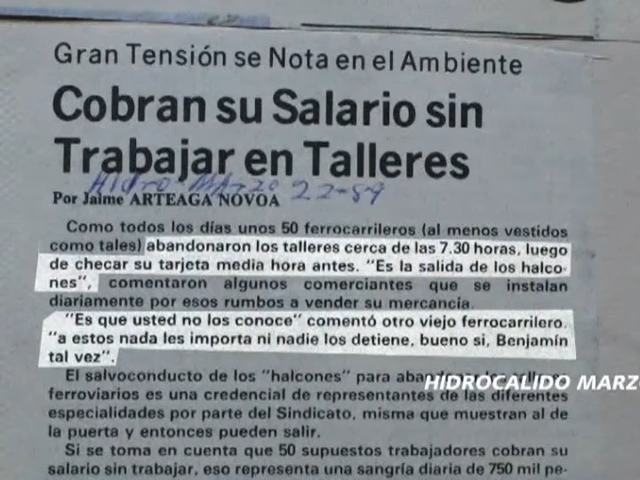 Gran Tensión se Nota en el Ambiente
Cobran su Salario sin
Trabajar en Talleres
Hidro-Marzo 22-89
Por Jaime ARTEAGA NOVOA
Como todos los días unos 50 ferrocarrileros (al menos vestidos
como tales) abandonaron los talleres cerca de las 7.30 horas, luego
de checar su tarjeta media hora antes. "Es la salida de los halco-
nes", comentaron algunos comerciantes que se instalan
diariamente por esos rumbos a vender su mercancía.
"Es que usted no los conoce" comentó otro viejo ferrocarrilero.
"a estos nada les importa ni nadie los detiene, bueno si, Benjamín
tal vez".
El salvoconducto de los "halcones" para los
HIDROCALIDO MARZ
ferroviarios es una credencial de representantes de las diferentes
especialidades por parte del Sindicato, misma que muestran al de
la puerta y entonces pueden salir.
Si se toma en cuenta que 50 supuestos trabajadores cobran su
salario sin trabajar, eso representa una sangría diaria de 750 mil pe-